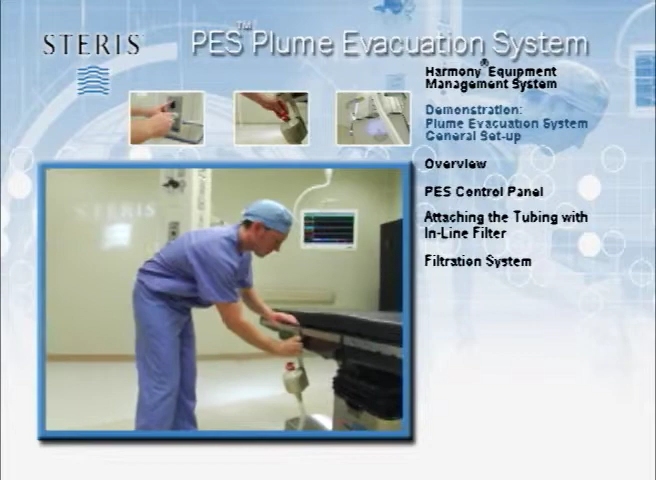 STERIS®
PES™ Plume Evacuation System
Harmony® Equipment
Management System
Demonstration:
Plume Evacuation System
General Set-up
Overview
PES Control Panel
Attaching the Tubing with
In-Line Filter
Filtration System
STERIS